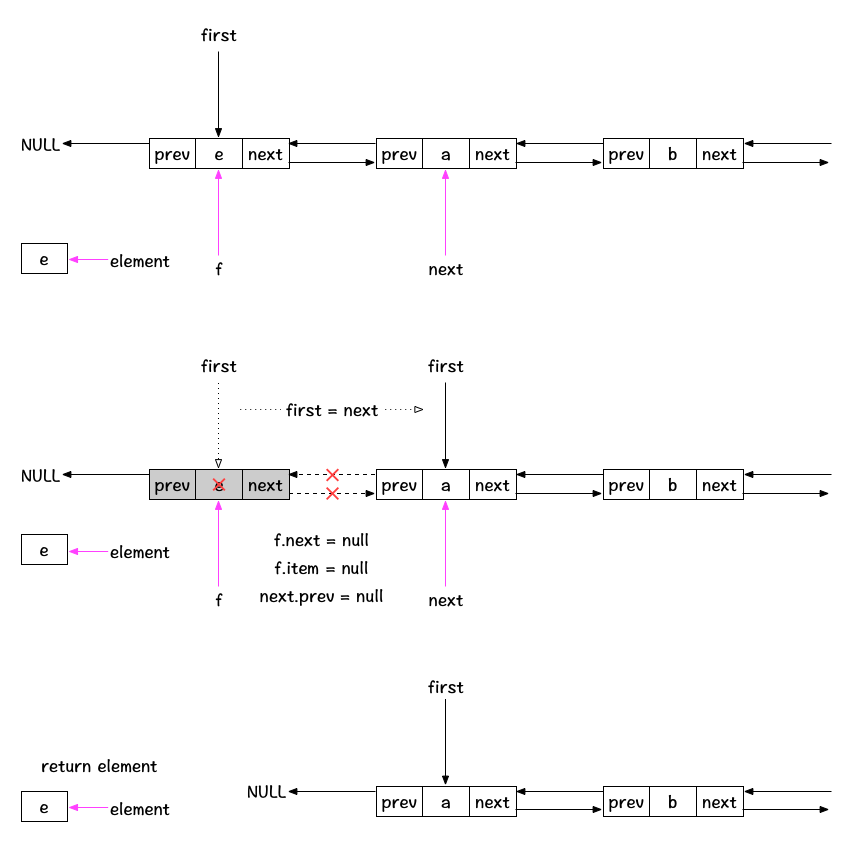 first
NULL
prev e next
prev a next
prev b next
e
element
f
next
first
first
first = next
NULL
prev e next
prev a next
prev b next
f.next = null
e
element
f.item = null
next.prev = null
f
next
first
return element
NULL
prev a next
prev b next
e
element